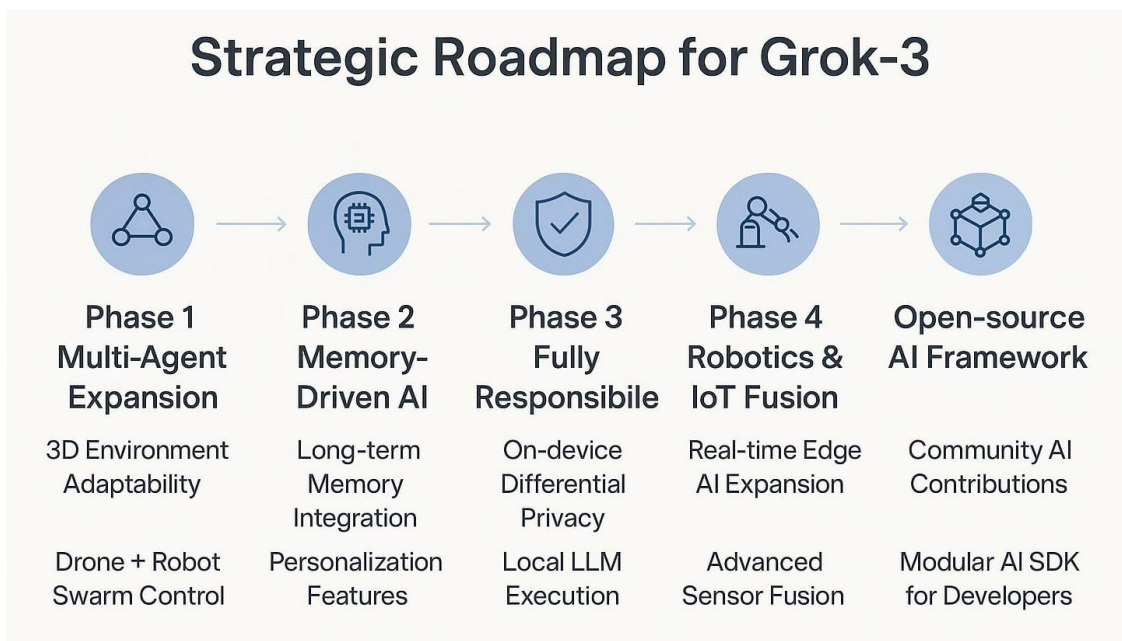 Strategic Roadmap for Grok-3
Phase 1
Multi-Agent
Expansion
3D Environment
Adaptability
Drone + Robot
Swarm Control
Phase 2
Memory-
Driven AI
Long-term
Memory
Integration
Personalization
Features
Phase 3
Fully
Responsibile
On-device
Differential
Privacy
Local LLM
Execution
Phase 4
Robotics &
IoT Fusion
Real-time Edge
AI Expansion
Advanced
Sensor Fusion
Open-source
AI Framework
Community AI
Contributions
Modular AI SDK
for Developers